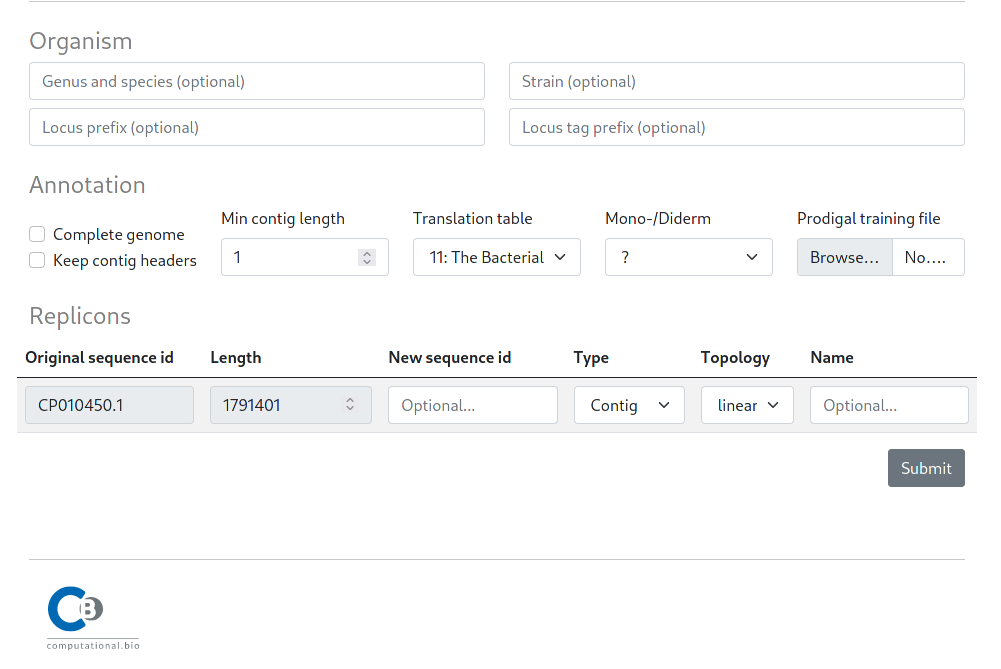 Organism
Genus and species (optional)
Strain (optional)
Locus prefix (optional)
Locus tag prefix (optional)
Annotation
Complete genome
Keep contig headers
Min contig length
1
Translation table
11: The Bacterial
Mono-/Diderm
?
Prodigal training file
Browse... No....
Replicons
Original sequence id Length New sequence id Type Topology Name
CP010450.1 1791401 Optional... Contig linear Optional...
Submit
CB
computational.bio